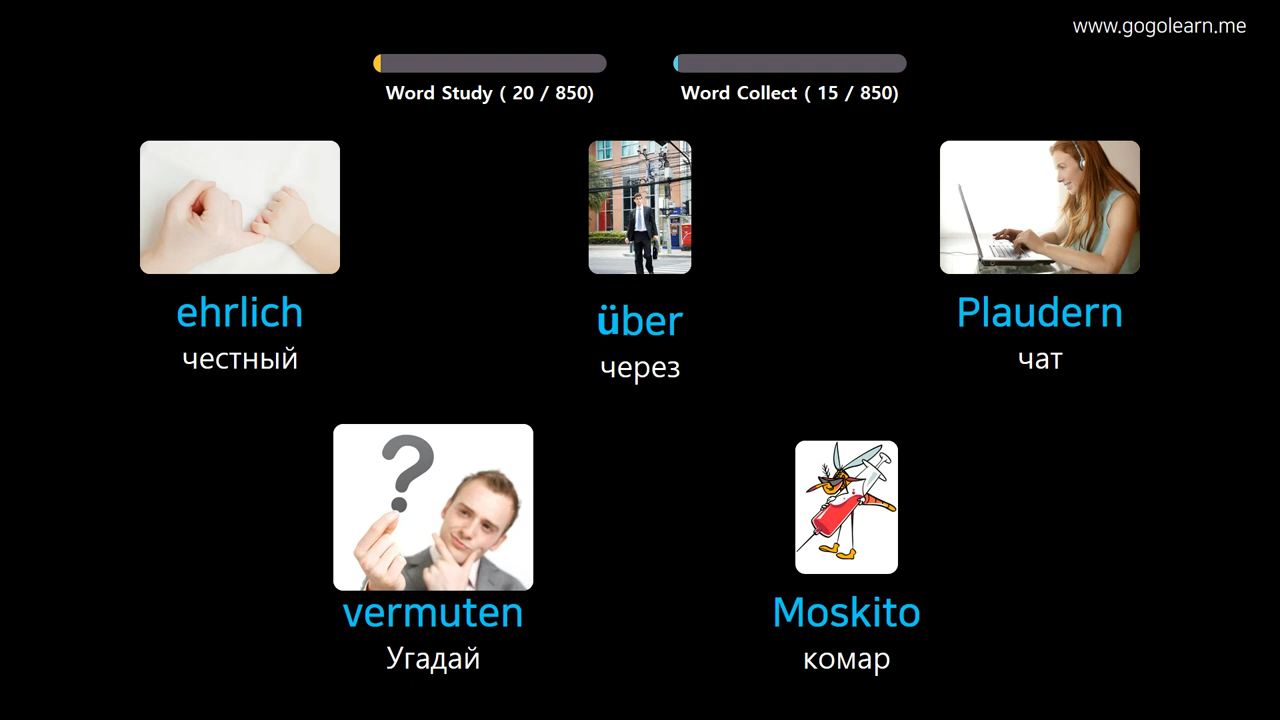 www.gogolearn.me
Word Study ( 20 / 850)
Word Collect ( 15 / 850)
ehrlich
честный
über
через
Plaudern
чат
vermuten
Угадай
Moskito
комар